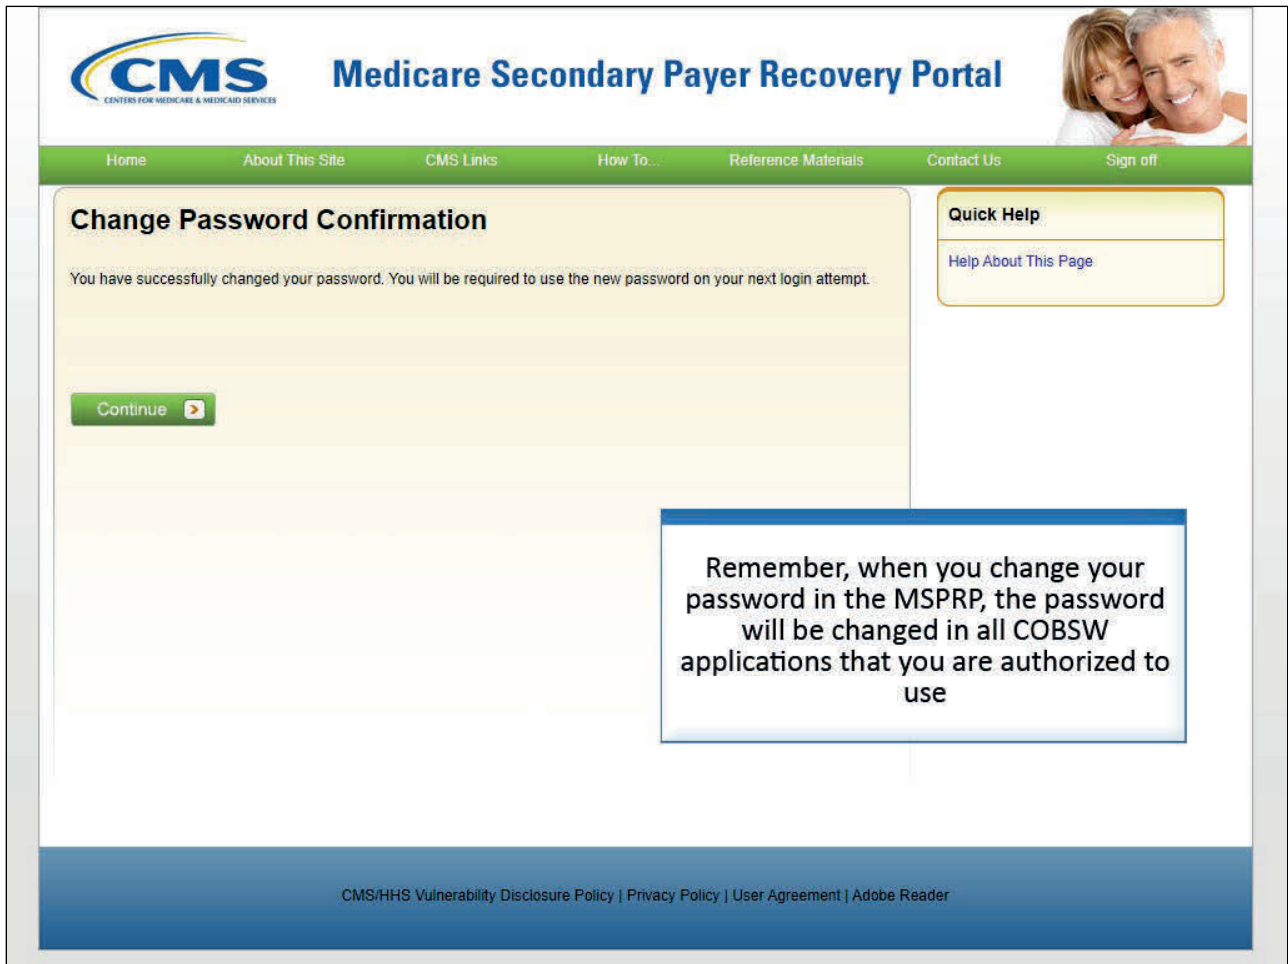 CMS
CENTERS FOR MEDICARE & MEDICAID SERVICES
Medicare Secondary Payer Recovery Portal
Home About This Site CMS Links How To... Reference Materials Contact Us Sign off
Change Password Confirmation
You have successfully changed your password. You will be required to use the new password on your next login attempt.
Continue
Quick Help
Help About This Page
Remember, when you change your
password in the MSPRP, the password
will be changed in all COBSW
applications that you are authorized to
use
CMS/HHS Vulnerability Disclosure Policy | Privacy Policy | User Agreement | Adobe Reader